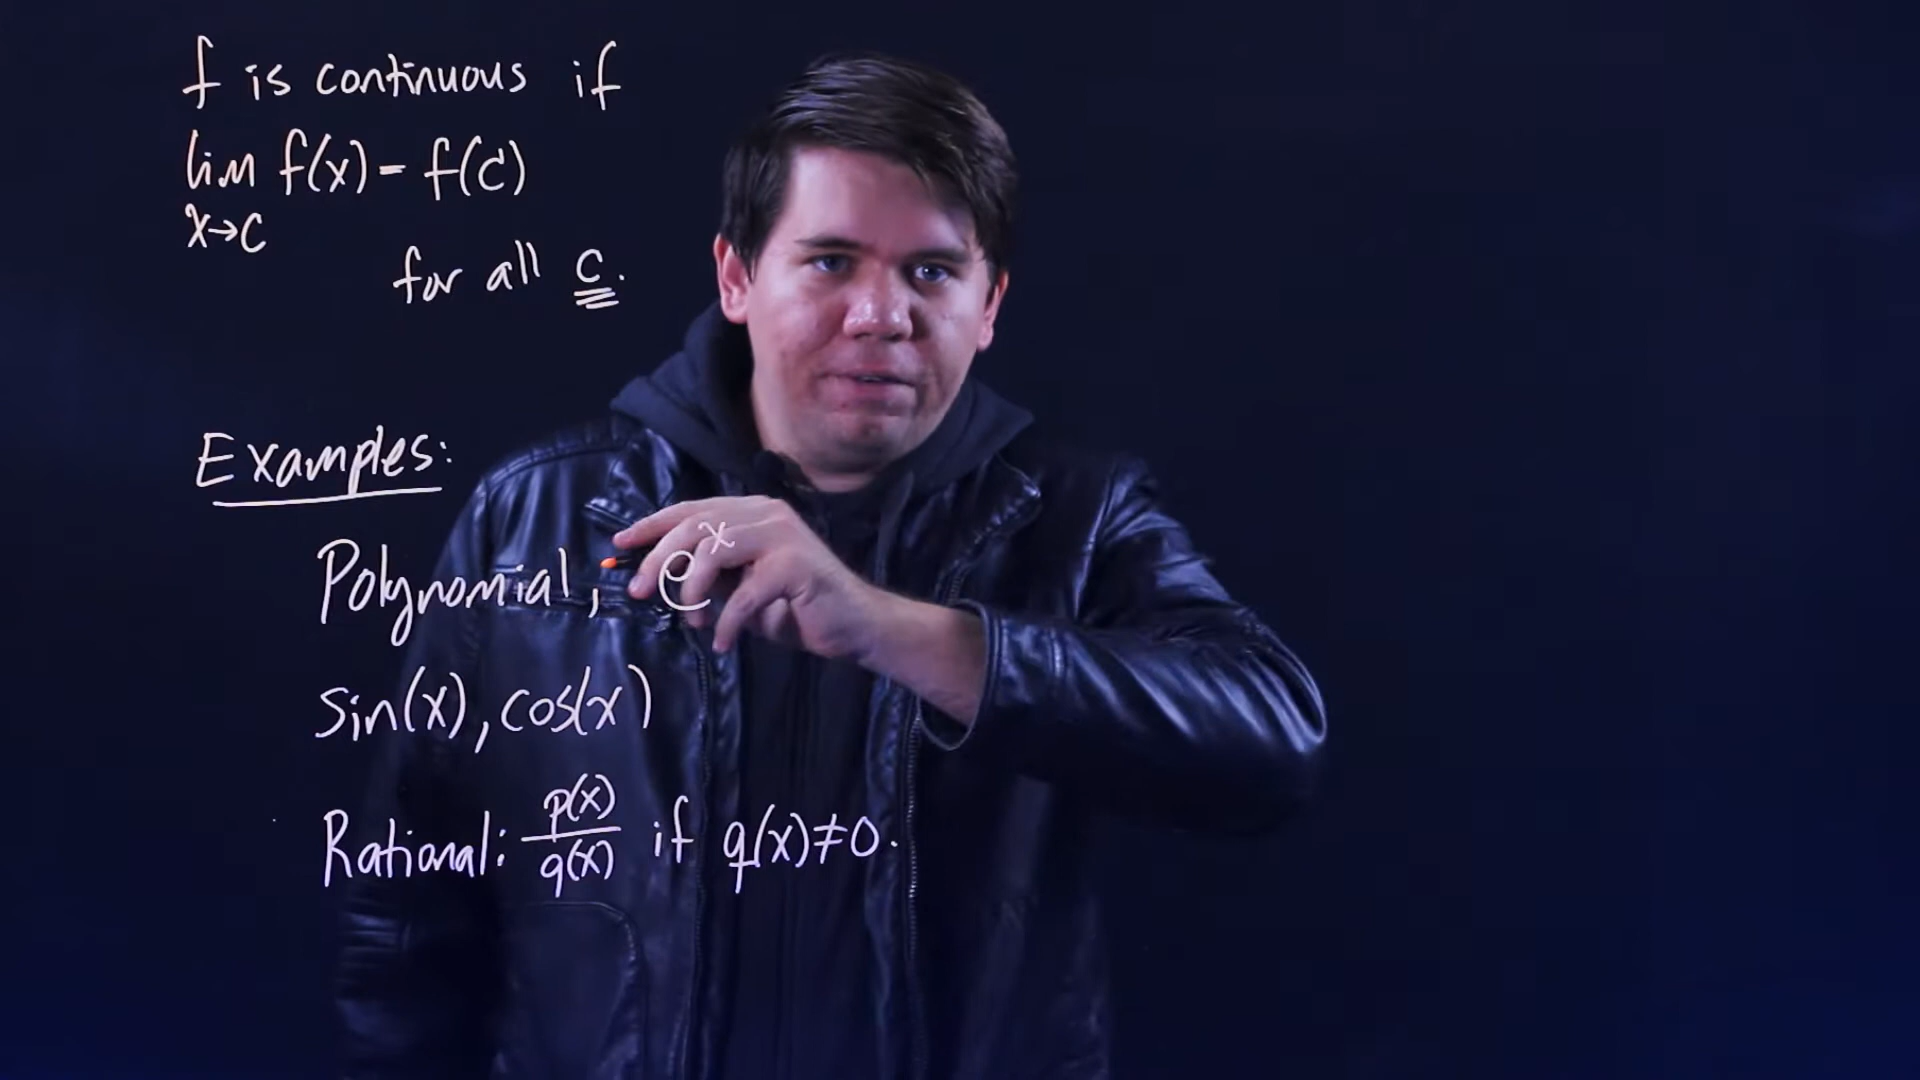 f is continuous if
lim f(x) = f(c)
x→c
for all c.
Examples:
Polynomial, e^x
sin(x), cos(x)
Rational: p(x)/q(x) if q(x)≠0.